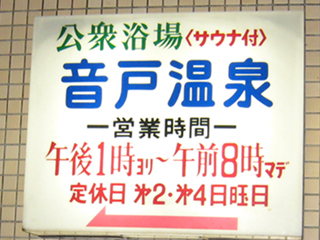 公衆浴場〈サウナ付〉
音戸温泉
ー営業時間ー
午後1時ヨリ～午前8時マデ
定休日 㐧2・㐧4日曜日